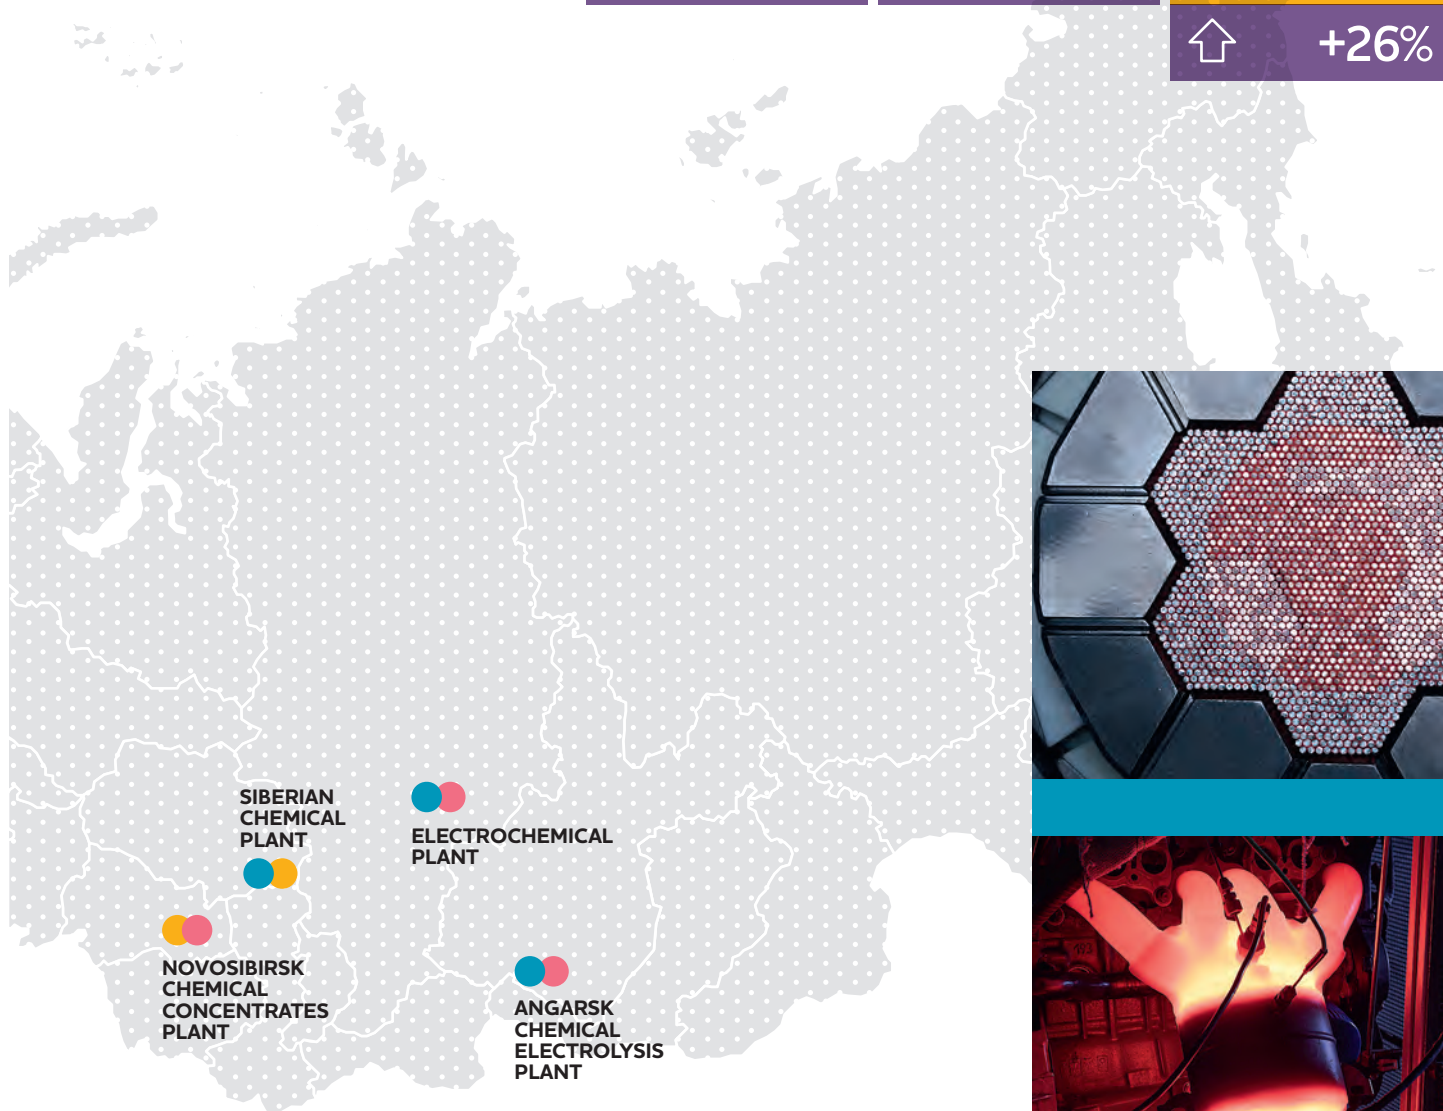 +26%
SIBERIAN
CHEMICAL
PLANT
ELECTROCHEMICAL
PLANT
NOVOSIBIRSK
CHEMICAL
CONCENTRATES
PLANT
ANGARSK
CHEMICAL
ELECTROLYSIS
PLANT